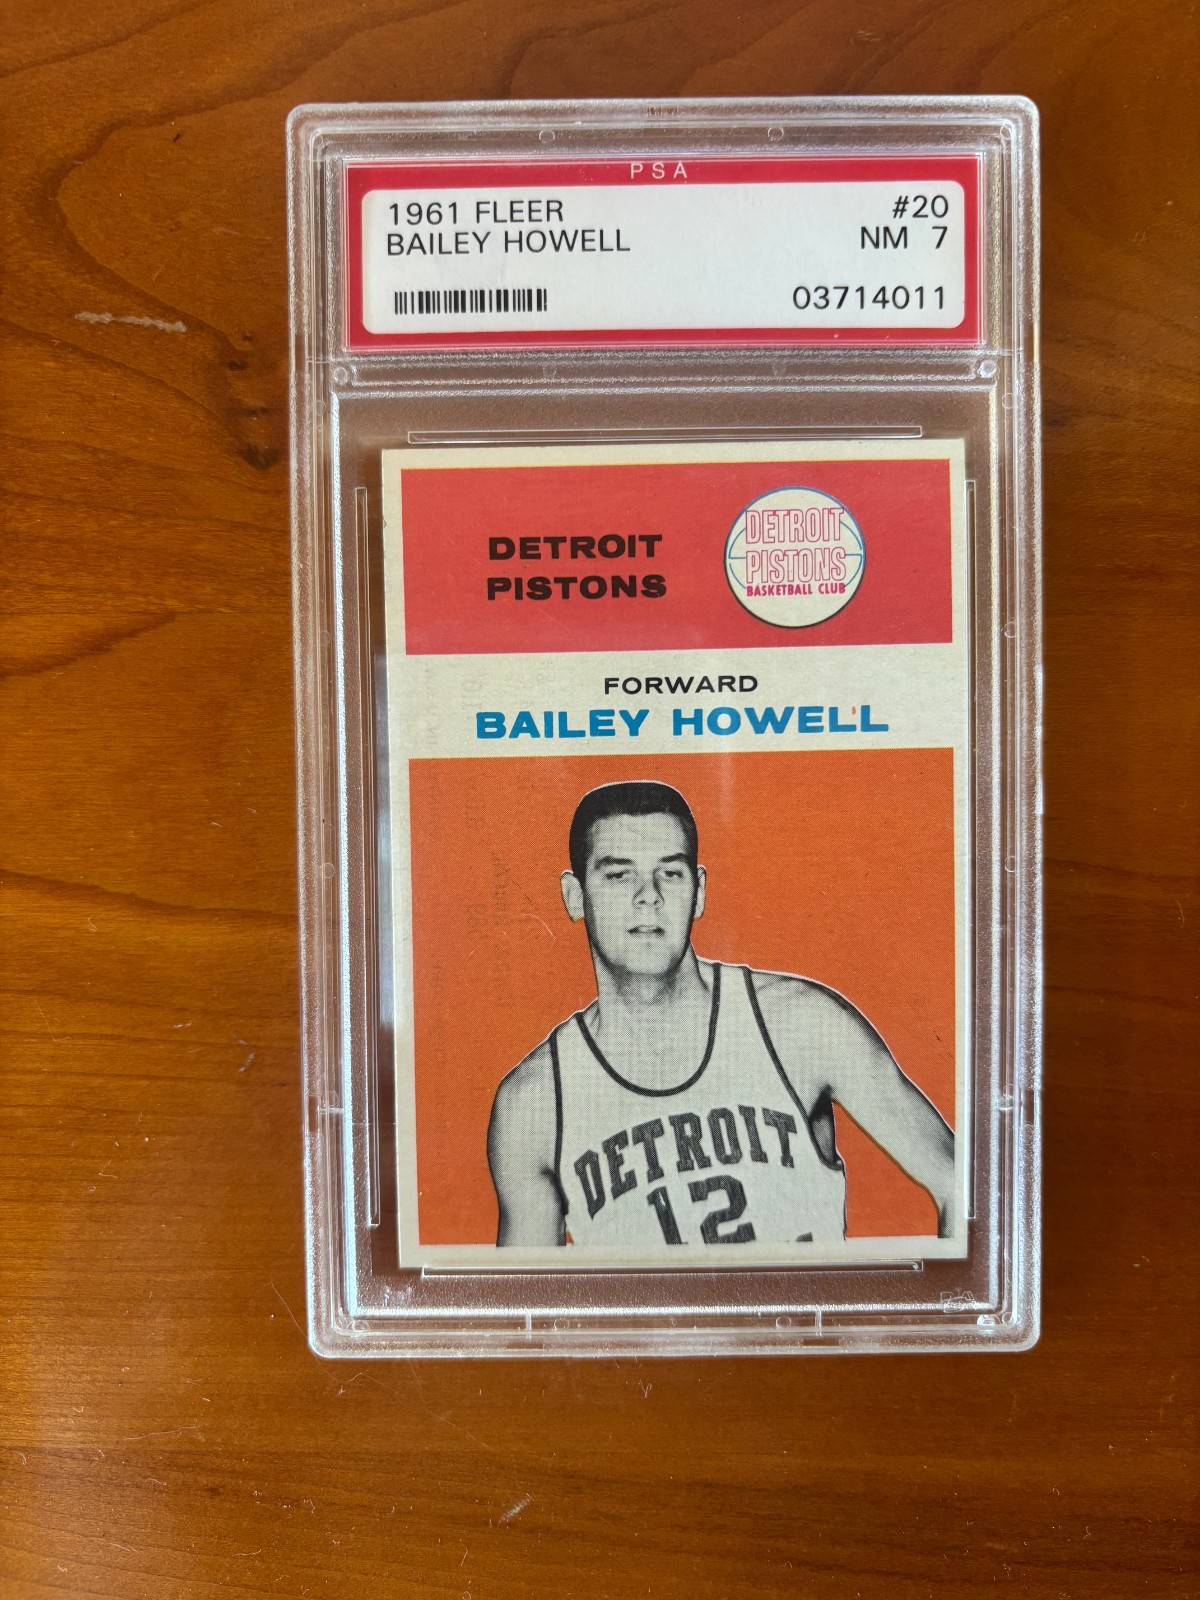 PSA
1961 FLEER #20
BAILEY HOWELL NM 7
03714011
DETROIT
PISTONS
DETROIT
PISTONS
BASKETBALL CLUB
FORWARD
BAILEY HOWELL
DETROIT
12